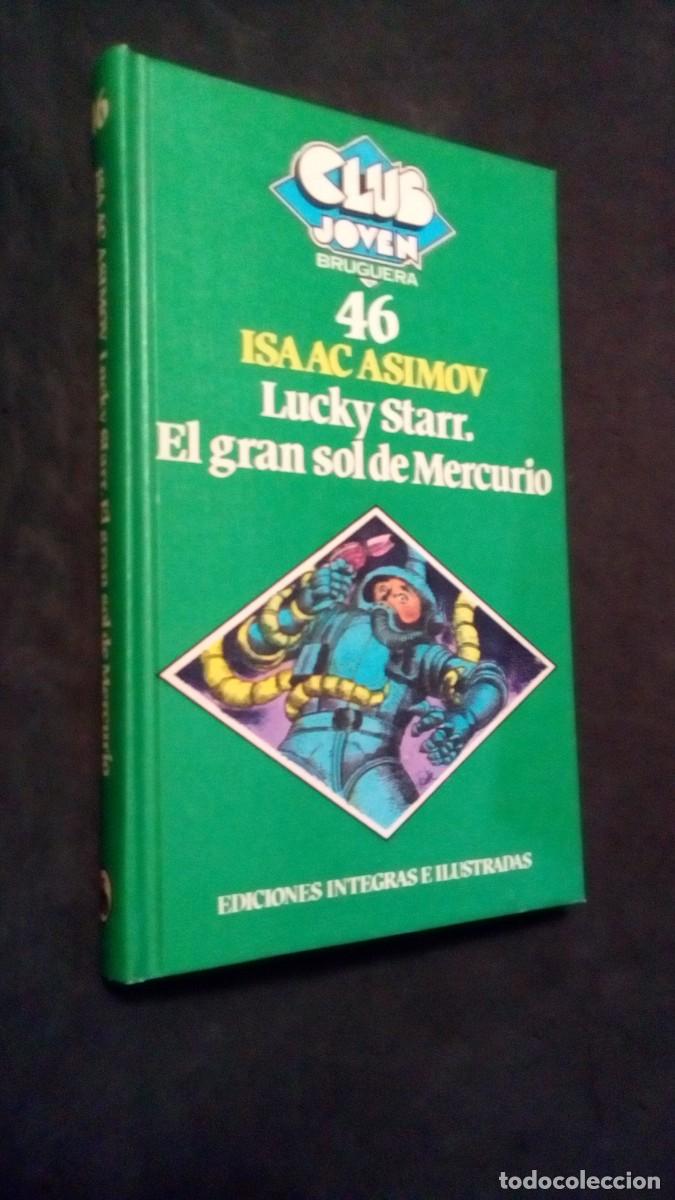 CLUB
JOVEN
BRUGUERA
46
ISAAC ASIMOV
Lucky Starr.
El gran sol de Mercurio
EDICIONES INTEGRAS E ILUSTRADAS
ISAAC ASIMOV Lucky Starr. El gran sol de Mercurio
todocoleccion